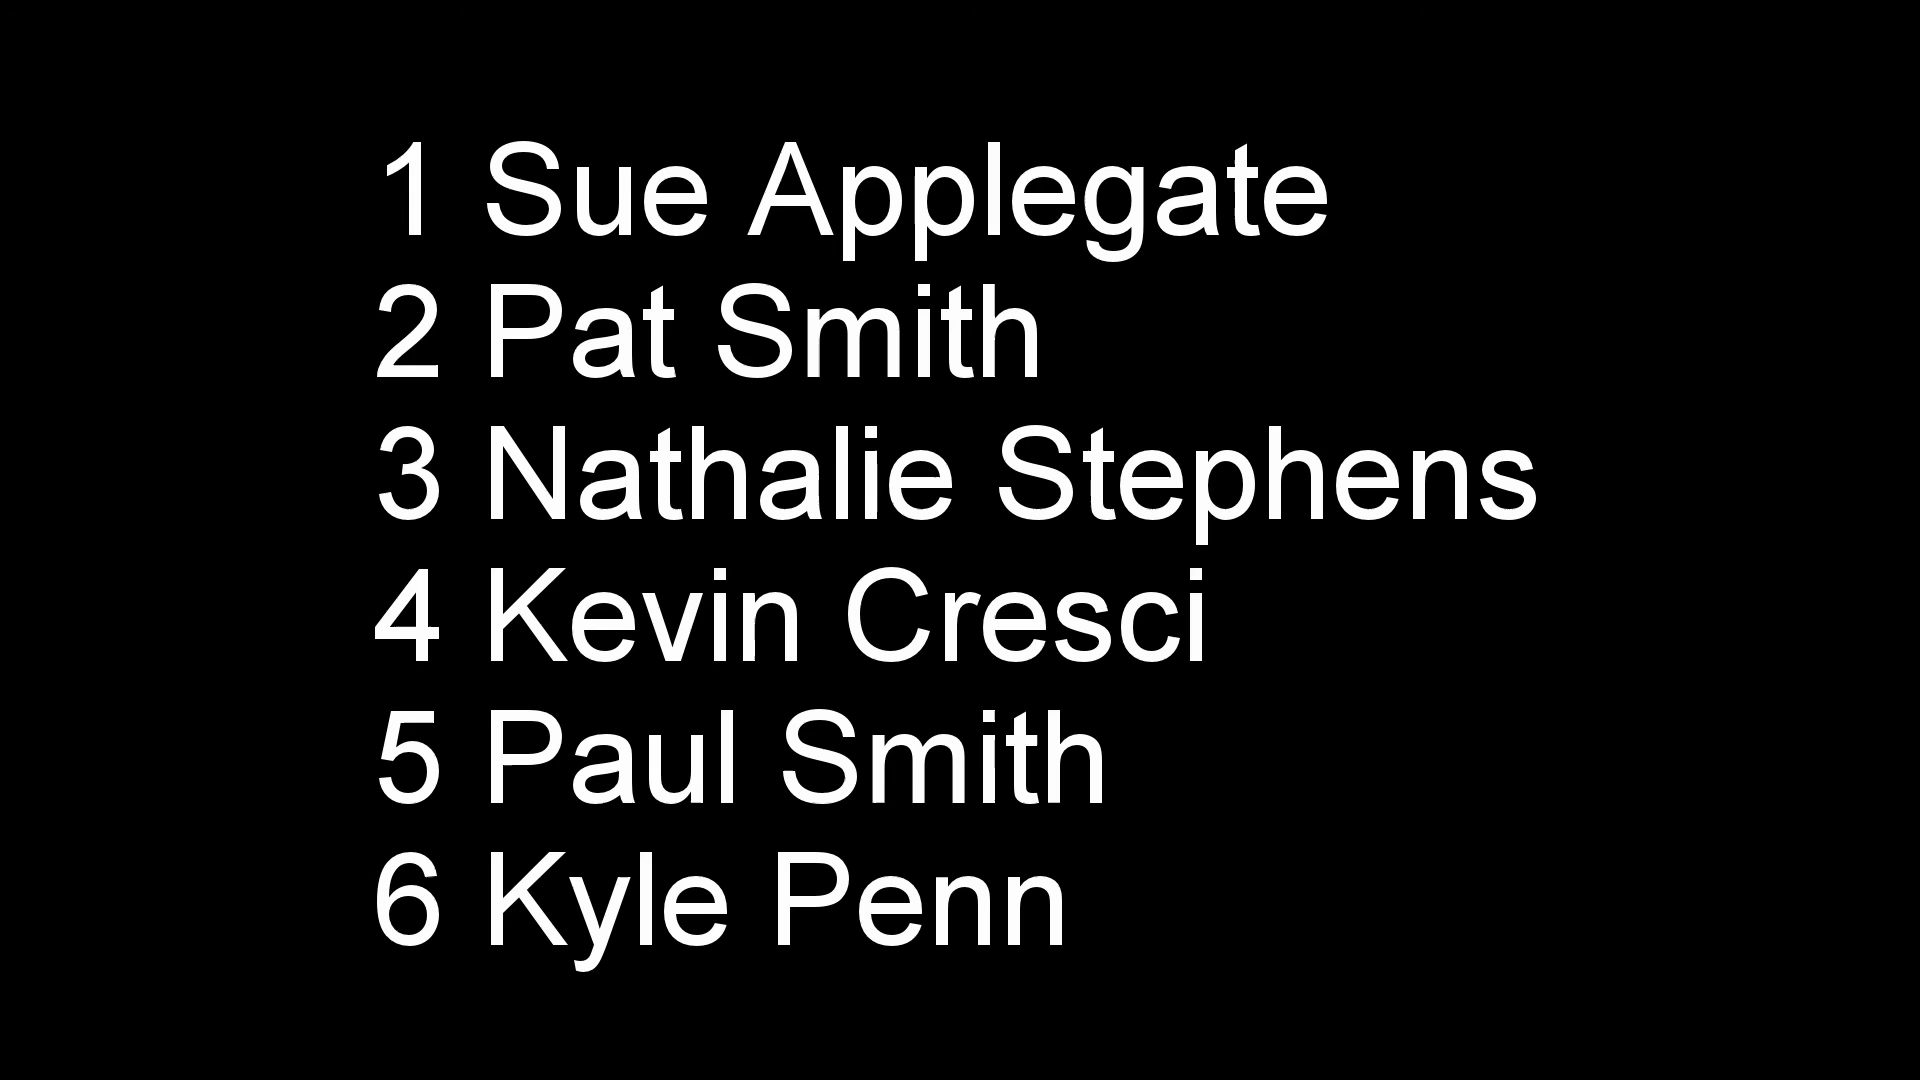 1 Sue Applegate
2 Pat Smith
3 Nathalie Stephens
4 Kevin Cresci
5 Paul Smith
6 Kyle Penn